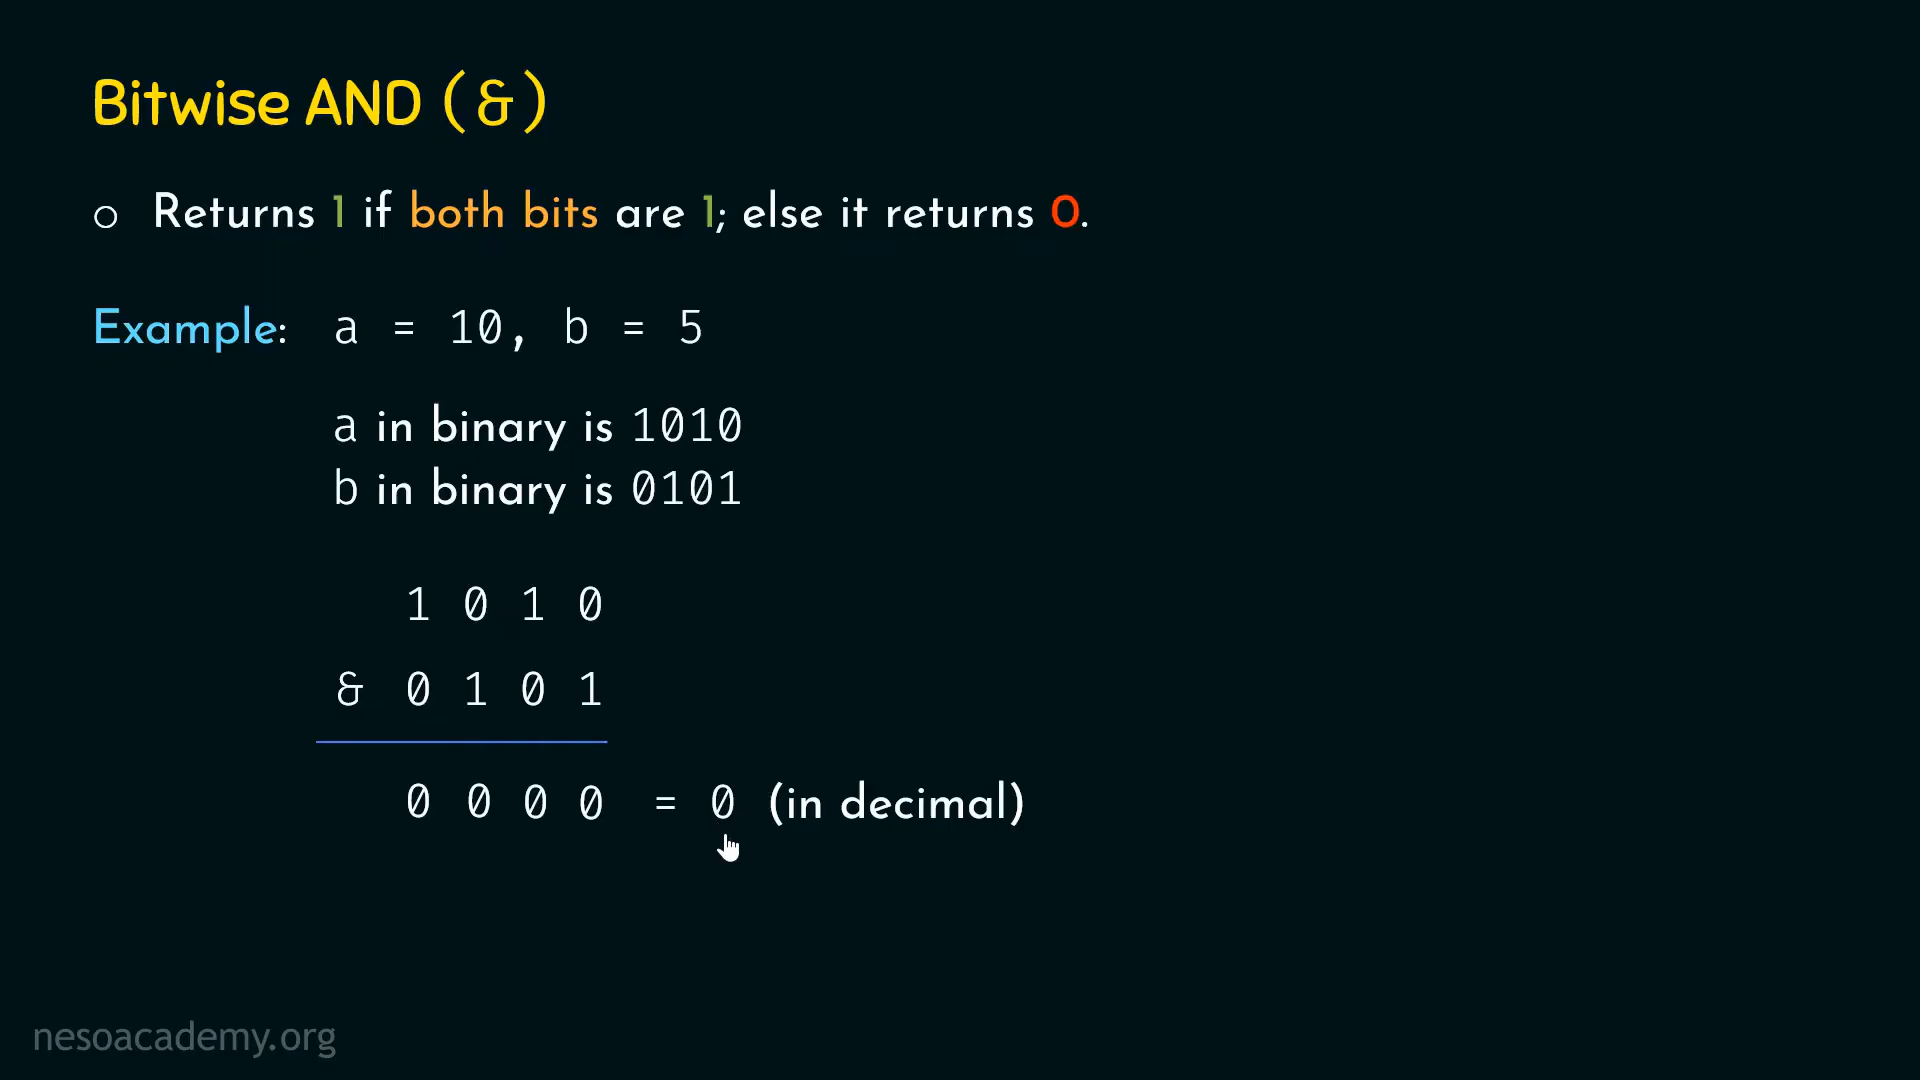 Bitwise AND (&)
○ Returns 1 if both bits are 1; else it returns 0.
Example: a = 10, b = 5
a in binary is 1010
b in binary is 0101
1 0 1 0
& 0 1 0 1
0 0 0 0 = 0 (in decimal)
nesoacademy.org